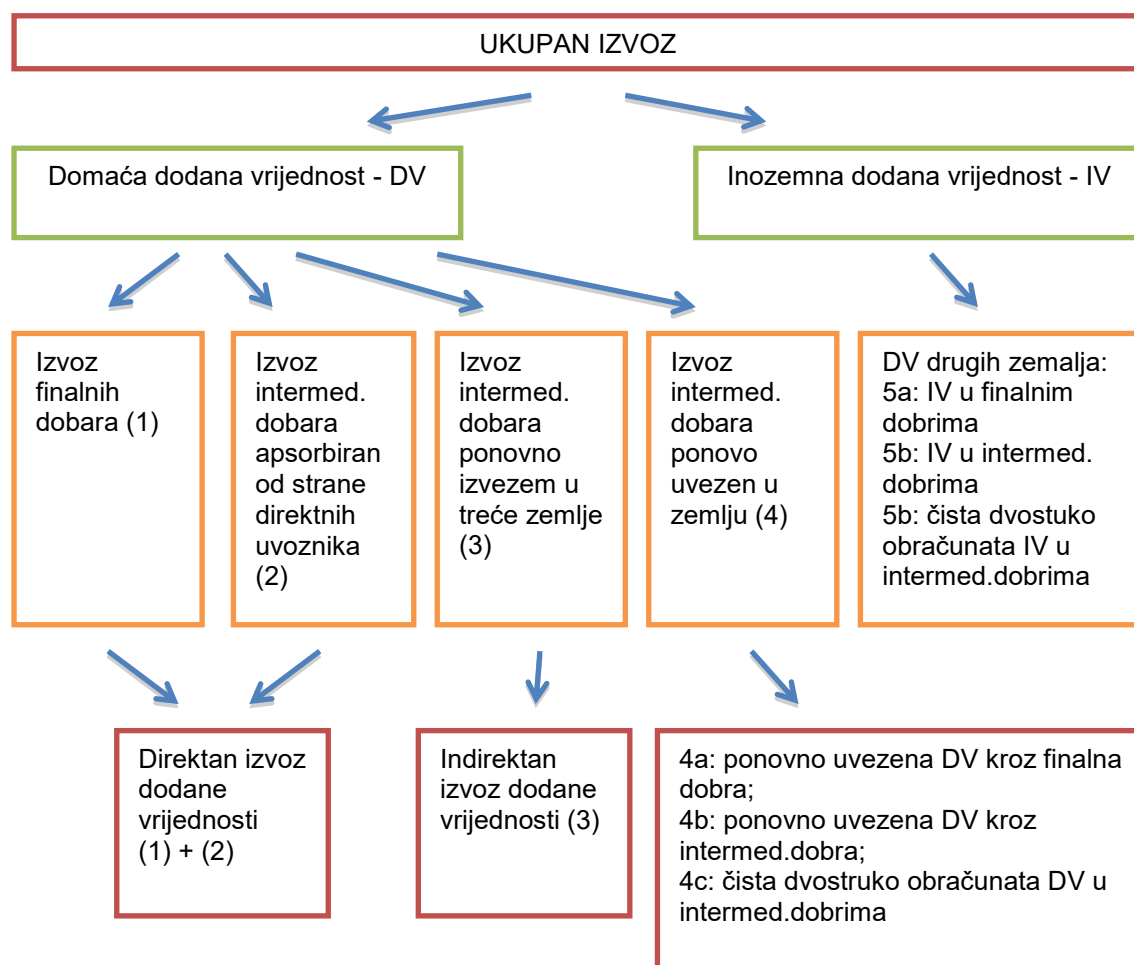 UKUPAN IZVOZ
Domaća dodana vrijednost - DV
Inozemna dodana vrijednost - IV
Izvoz
finalnih
dobara (1)
Izvoz
intermed.
dobara
apsorbiran
od strane
direktnih
uvoznika
(2)
Izvoz
intermed.
dobara
ponovno
izvezem u
treće zemlje
(3)
Izvoz
intermed.
dobara
ponovo
uvezen u
zemlju (4)
DV drugih zemalja:
5a: IV u finalnim
dobrima
5b: IV u intermed.
dobrima
5b: čista dvostuko
obračunata IV u
intermed.dobrima
Direktan izvoz
dodane
vrijednosti
(1) + (2)
Indirektan
izvoz dodane
vrijednosti (3)
4a: ponovno uvezena DV kroz finalna
dobra;
4b: ponovno uvezena DV kroz
intermed.dobra;
4c: čista dvostruko obračunata DV u
intermed.dobrima